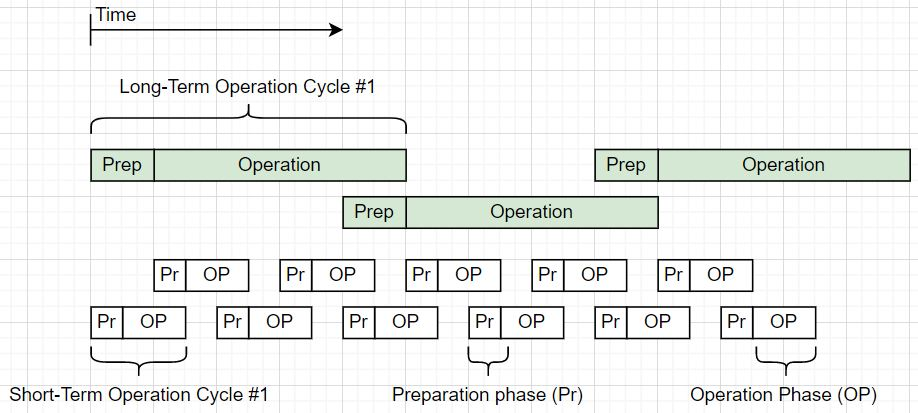 Time
Long-Term Operation Cycle #1
Prep Operation Prep Operation
Prep Operation
Pr OP Pr OP Pr OP Pr OP Pr OP
Pr OP Pr OP Pr OP Pr OP Pr OP Pr OP
Short-Term Operation Cycle #1 Preparation phase (Pr) Operation Phase (OP)